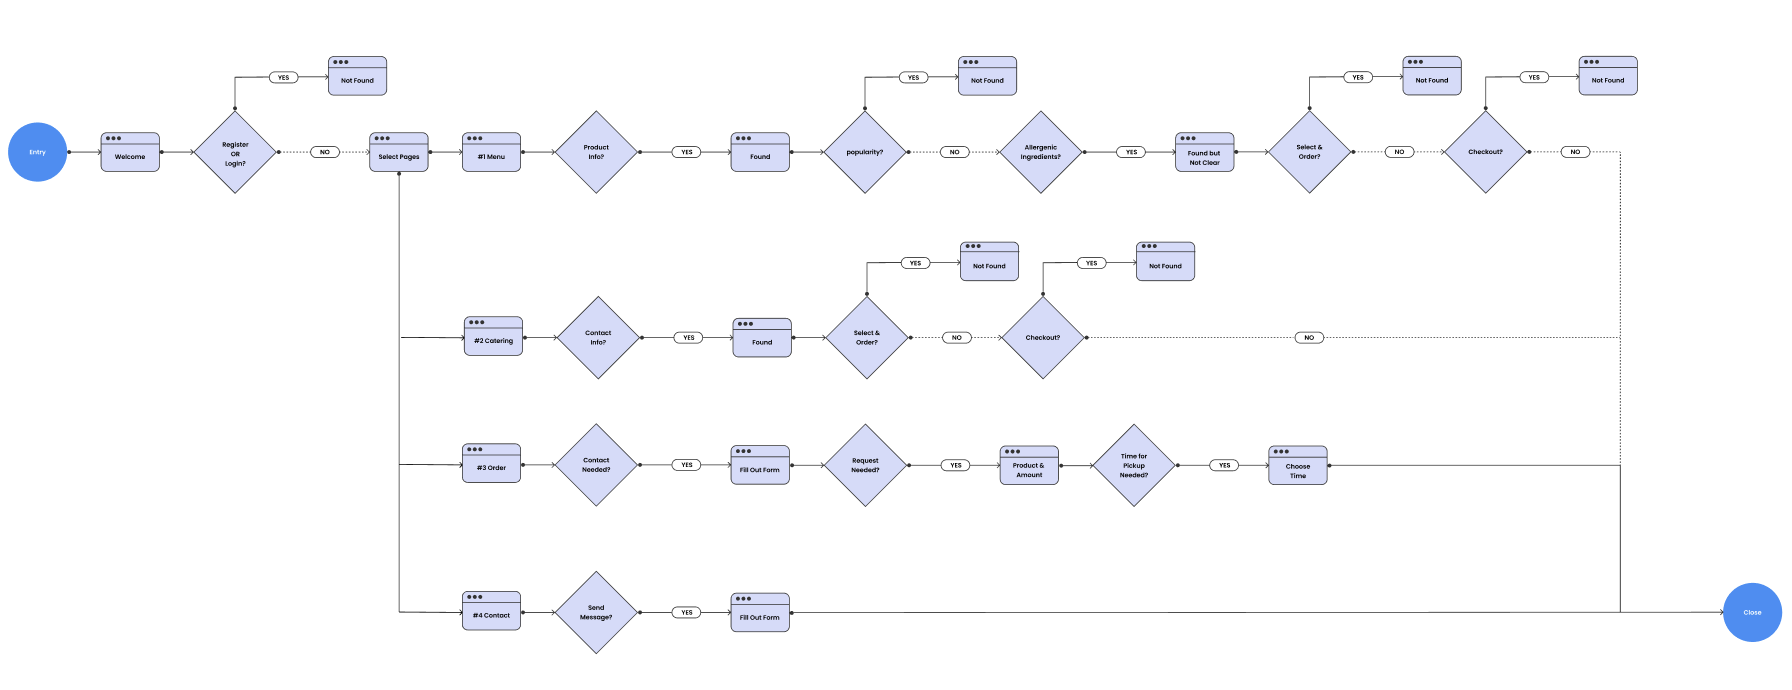 YES
Not Found
YES
Not Found
YES
Not Found
YES
Not Found
Entry
Welcome
Register
OR
Login?
NO
Select Pages
#1 Menu
Product
Info?
YES
Found
popularity?
NO
Allergenic
Ingredients?
YES
Found but
Not Clear
Select &
Order?
NO
Checkout?
NO
YES
Not Found
YES
Not Found
#2 Catering
Contact
Info?
YES
Found
Select &
Order?
NO
Checkout?
NO
#3 Order
Contact
Needed?
YES
Fill Out Form
Request
Needed?
YES
Product &
Amount
Time for
Pickup
Needed?
YES
Choose
Time
#4 Contact
Send
Message?
YES
Fill Out Form
Close